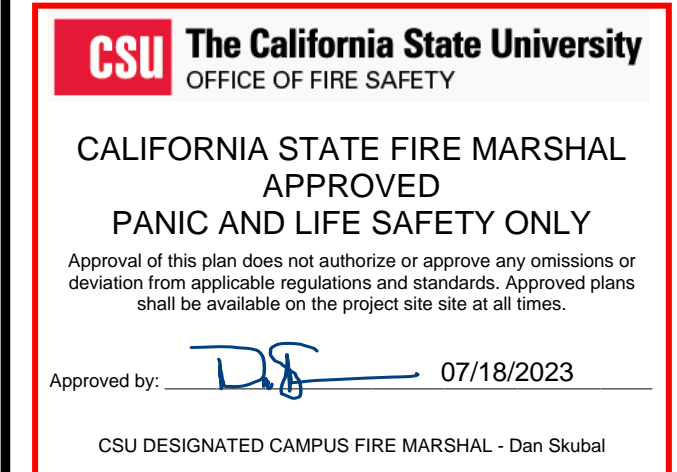 CSU The California State University
OFFICE OF FIRE SAFETY
CALIFORNIA STATE FIRE MARSHAL
APPROVED
PANIC AND LIFE SAFETY ONLY
Approval of this plan does not authorize or approve any omissions or
deviation from applicable regulations and standards. Approved plans
shall be available on the project site site at all times.
Approved by: 07/18/2023
CSU DESIGNATED CAMPUS FIRE MARSHAL - Dan Skubal